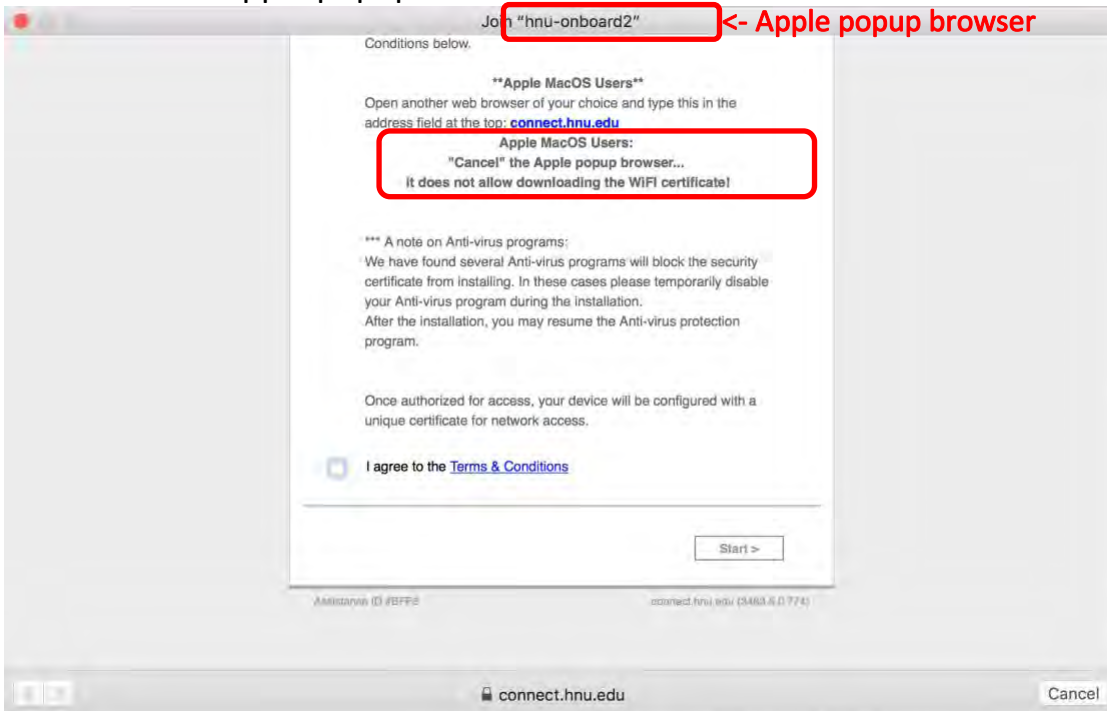 Join "hnu-onboard2"
<- Apple popup browser
Conditions below.
**Apple MacOS Users**
Open another web browser of your choice and type this in the
address field at the top: connect.hnu.edu
Apple MacOS Users:
"Cancel" the Apple popup browser...
it does not allow downloading the WiFI certificate!
*** A note on Anti-virus programs:
We have found several Anti-virus programs will block the security
certificate from installing. In these cases please temporarily disable
your Anti-virus program during the installation.
After the installation, you may resume the Anti-virus protection
program.
Once authorized for access, your device will be configured with a
unique certificate for network access.
I agree to the Terms & Conditions
Start >
Assistance ID
connect.hnu.edu
connect.hnu.edu
Cancel